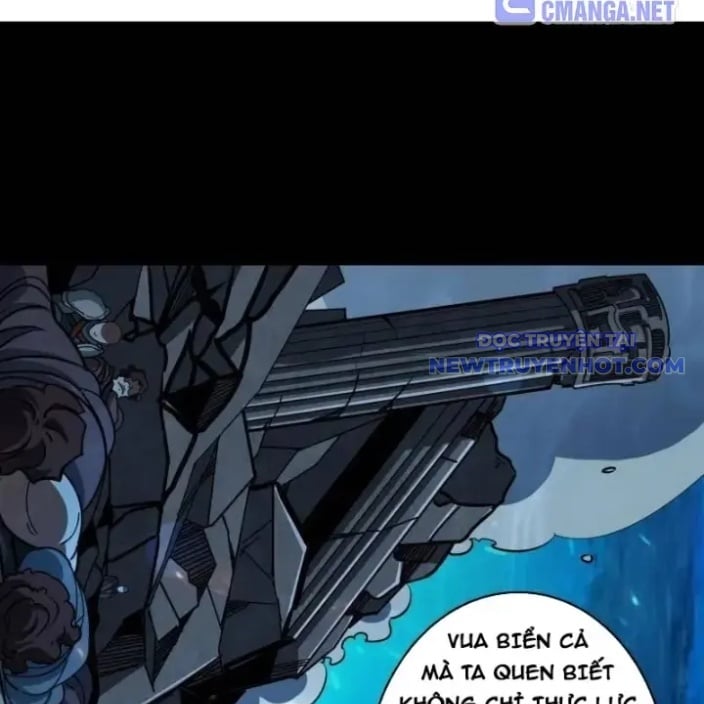 CMANGA.NET
ĐỌC TRUYỆN TẠI
NEWTRUYENHOT.COM
VUA BIỂN CẢ
MÀ TA QUEN BIẾT
KHÔNG CHỈ THỰC LỰC